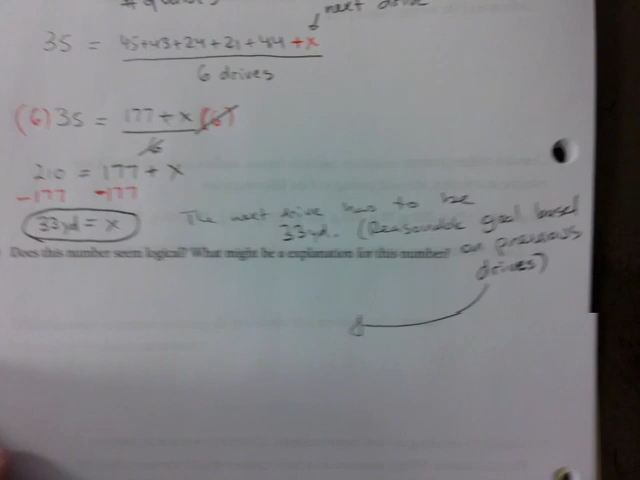 next drive
35 = 45+43+24+21+44+x
6 drives
(6)35 = 177+x(6)
6
210 = 177+x
-177 -177
33yd = x
The next drive has to be
33yd. (Reasonable goal based
on previous
drives)
Does this number seem logical? What might be a explanation for this number?